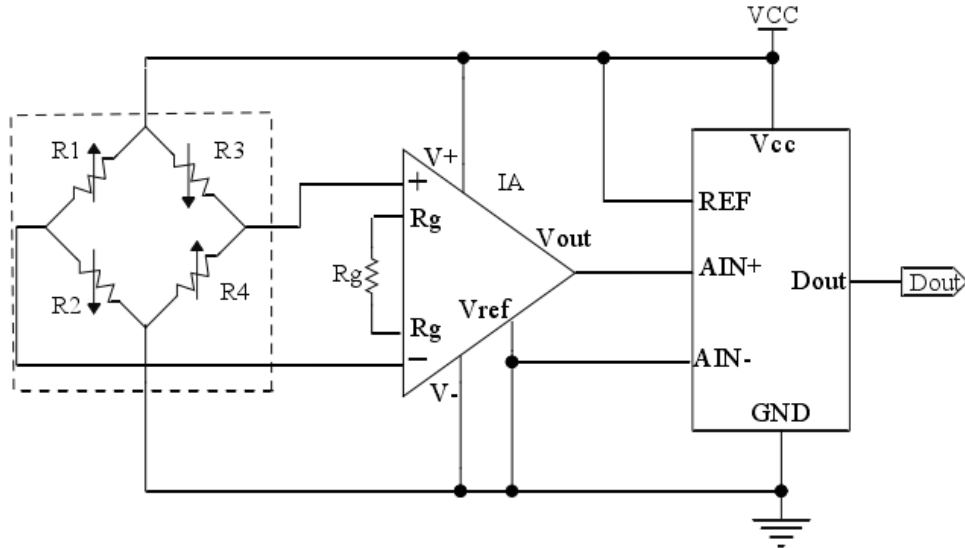 VCC
R1
R3
R2
R4
V+
IA
+
Rg
Rg
Rg
−
V-
Vout
Vref
Vcc
REF
AIN+
AIN-
GND
Dout
Dout